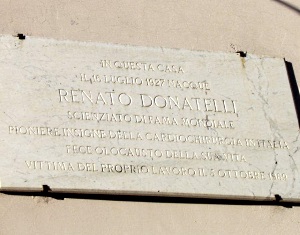 IN QUESTA CASA
IL 16 LUGLIO 1927 NACQUE
RENATO DONATELLI
SCIENZIATO DI FAMA MONDIALE
PIONIERE INSIGNE DELLA CARDIOCHIRURGIA IN ITALIA
FECE OLOCAUSTO DELLA SUA VITA
VITTIMA DEL PROPRIO LAVORO IL 8 OTTOBRE